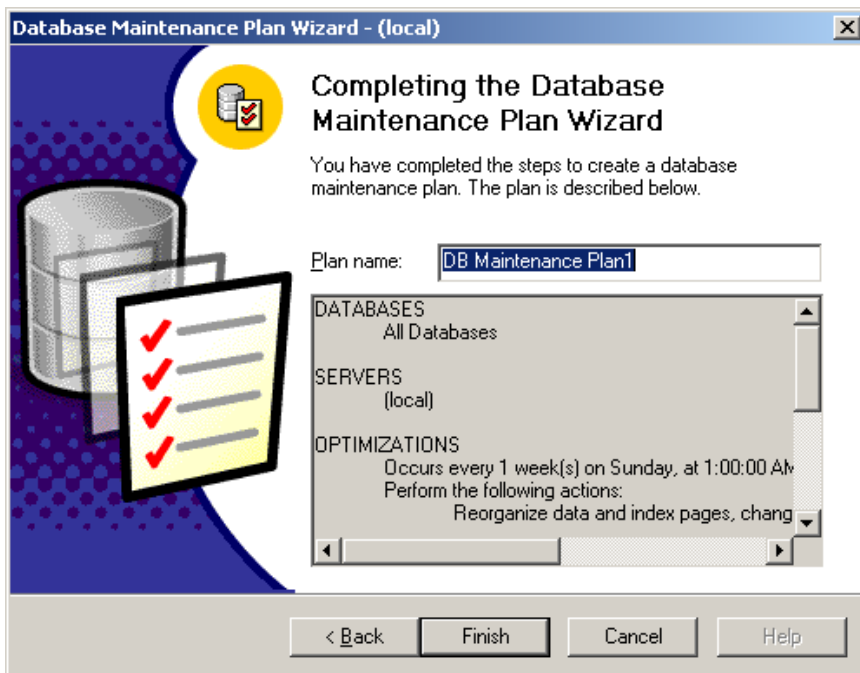 Database Maintenance Plan Wizard - (local)
Completing the Database
Maintenance Plan Wizard
You have completed the steps to create a database
maintenance plan. The plan is described below.
Plan name: DB Maintenance Plan1
DATABASES
All Databases
SERVERS
(local)
OPTIMIZATIONS
Occurs every 1 week(s) on Sunday, at 1:00:00 AM
Perform the following actions:
Reorganize data and index pages, chang
< Back Finish Cancel Help